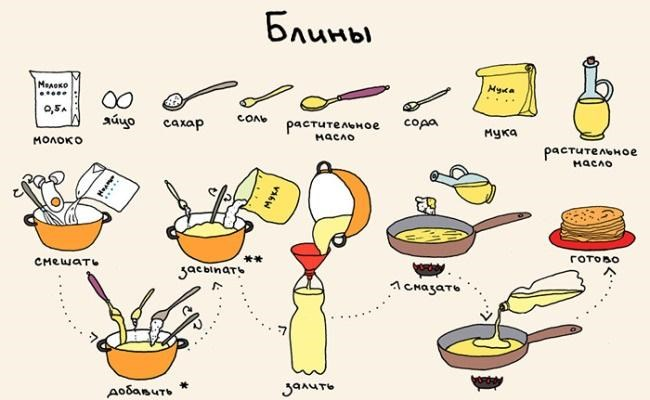 Блины
Молоко
0,5л
молоко
яйцо
сахар
соль
растительное
масло
сода
Мука
мука
растительное
масло
Молоко
смешать
Мука
засыпать **
смазать
готово
добавить *
залить